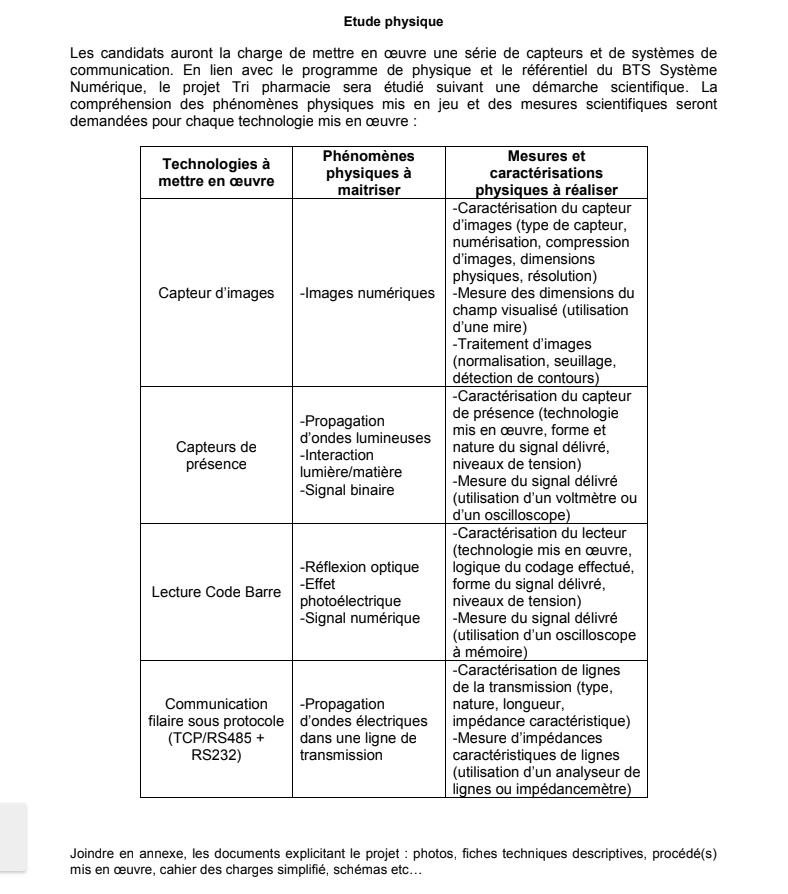 Etude physique
Les candidats auront la charge de mettre en œuvre une série de capteurs et de systèmes de
communication. En lien avec le programme de physique et le référentiel du BTS Système
Numérique, le projet Tri pharmacie sera étudié suivant une démarche scientifique. La
compréhension des phénomènes physiques mis en jeu et des mesures scientifiques seront
demandées pour chaque technologie mis en œuvre :
Technologies à
mettre en œuvre
Phénomènes
physiques à
maitriser
Mesures et
caractérisations
physiques à réaliser
Capteur d'images
-Images numériques
-Caractérisation du capteur
d'images (type de capteur,
numérisation, compression
d'images, dimensions
physiques, résolution)
-Mesure des dimensions du
champ visualisé (utilisation
d'une mire)
-Traitement d'images
(normalisation, seuillage,
détection de contours)
Capteurs de
présence
-Propagation
d'ondes lumineuses
-Interaction
lumière/matière
-Signal binaire
-Caractérisation du capteur
de présence (technologie
mis en œuvre, forme et
nature du signal délivré,
niveaux de tension)
-Mesure du signal délivré
(utilisation d'un voltmètre ou
d'un oscilloscope)
Lecture Code Barre
-Réflexion optique
-Effet
photoélectrique
-Signal numérique
-Caractérisation du lecteur
(technologie mis en œuvre,
logique du codage effectué,
forme du signal délivré,
niveaux de tension)
-Mesure du signal délivré
(utilisation d'un oscilloscope
à mémoire)
Communication
filaire sous protocole
(TCP/RS485 +
RS232)
-Propagation
d'ondes électriques
dans une ligne de
transmission
-Caractérisation de lignes
de la transmission (type,
nature, longueur,
impédance caractéristique)
-Mesure d'impédances
caractéristiques de lignes
(utilisation d'un analyseur de
lignes ou impédancemètre)
Joindre en annexe, les documents explicitant le projet : photos, fiches techniques descriptives, procédé(s)
mis en œuvre, cahier des charges simplifié, schémas etc…